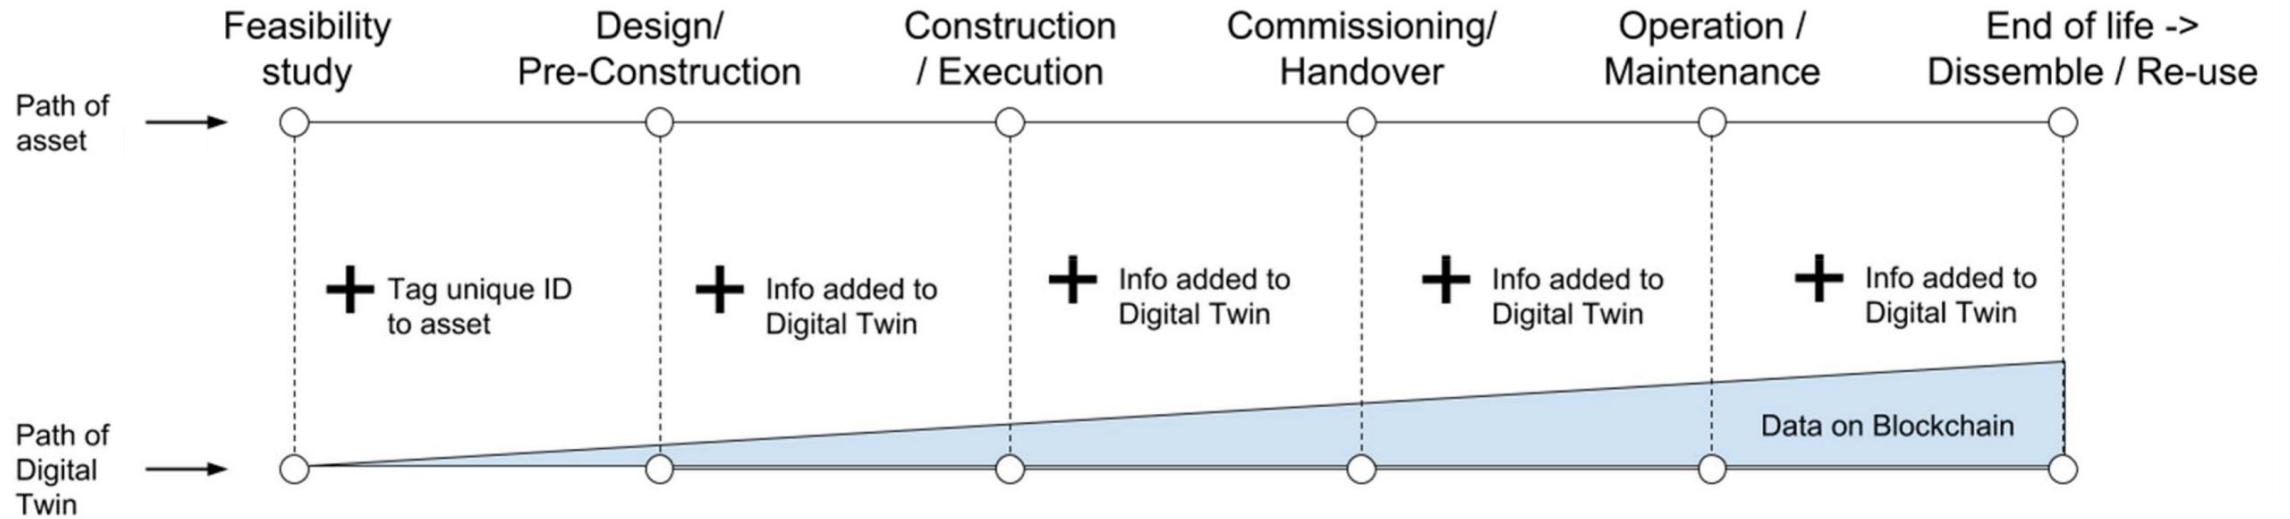 Feasibility
study
Design/
Pre-Construction
Construction
/ Execution
Commissioning/
Handover
Operation /
Maintenance
End of life ->
Dissemble / Re-use
Path of
asset
Tag unique ID
to asset
Info added to
Digital Twin
Info added to
Digital Twin
Info added to
Digital Twin
Info added to
Digital Twin
Data on Blockchain
Path of
Digital
Twin